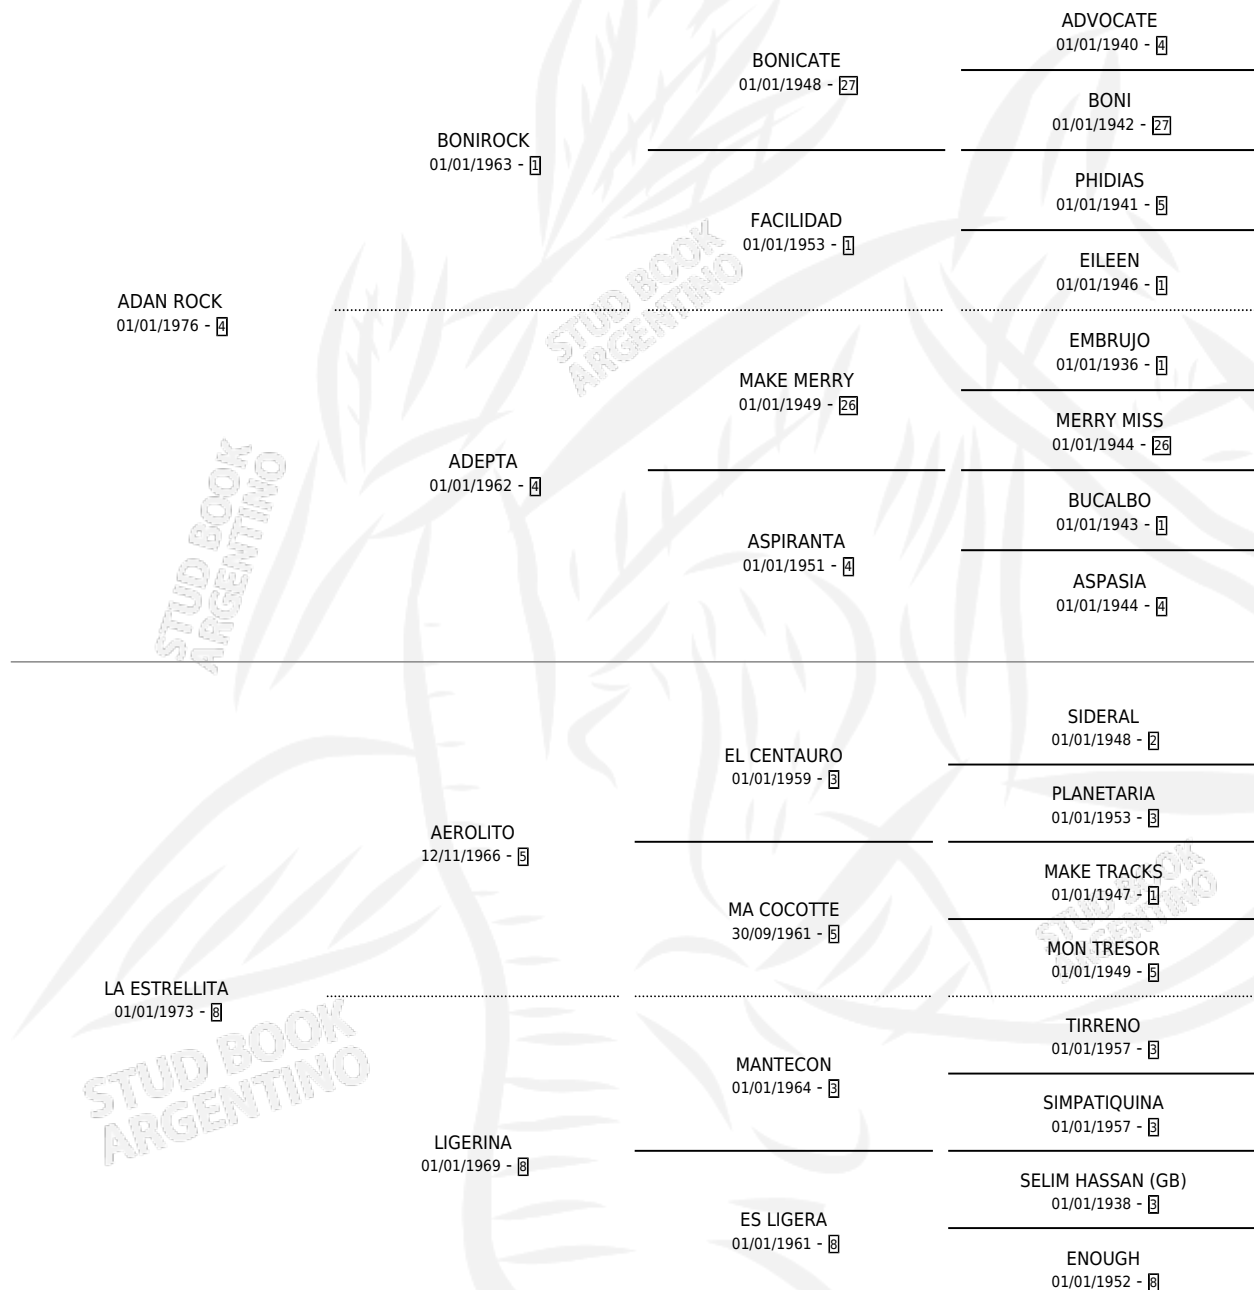 ADVOCATE
01/01/1940 - 4
BONICATE
01/01/1948 - 27
BONI
01/01/1942 - 27
BONIROCK
01/01/1963 - 1
PHIDIAS
01/01/1941 - 5
FACILIDAD
01/01/1953 - 1
EILEEN
01/01/1946 - 1
ADAN ROCK
01/01/1976 - 4
EMBRUJO
01/01/1936 - 1
MAKE MERRY
01/01/1949 - 26
MERRY MISS
01/01/1944 - 26
ADEPTA
01/01/1962 - 4
BUCALBO
01/01/1943 - 1
ASPIRANTA
01/01/1951 - 4
ASPASIA
01/01/1944 - 4
SIDERAL
01/01/1948 - 2
EL CENTAURO
01/01/1959 - 3
PLANETARIA
01/01/1953 - 3
AEROLITO
12/11/1966 - 5
MAKE TRACKS
01/01/1947 - 1
MA COCOTTE
30/09/1961 - 5
MON TRESOR
01/01/1949 - 5
LA ESTRELLITA
01/01/1973 - 8
TIRRENO
01/01/1957 - 3
MANTECON
01/01/1964 - 3
SIMPATIQUINA
01/01/1957 - 3
LIGERINA
01/01/1969 - 8
SELIM HASSAN (GB)
01/01/1938 - 3
ES LIGERA
01/01/1961 - 8
ENOUGH
01/01/1952 - 8
STUD BOOK
ARGENTINO
STUD BOOK
ARGENTINO
STUD BOOK
ARGENTINO
STUD BOOK
ARGENTINO